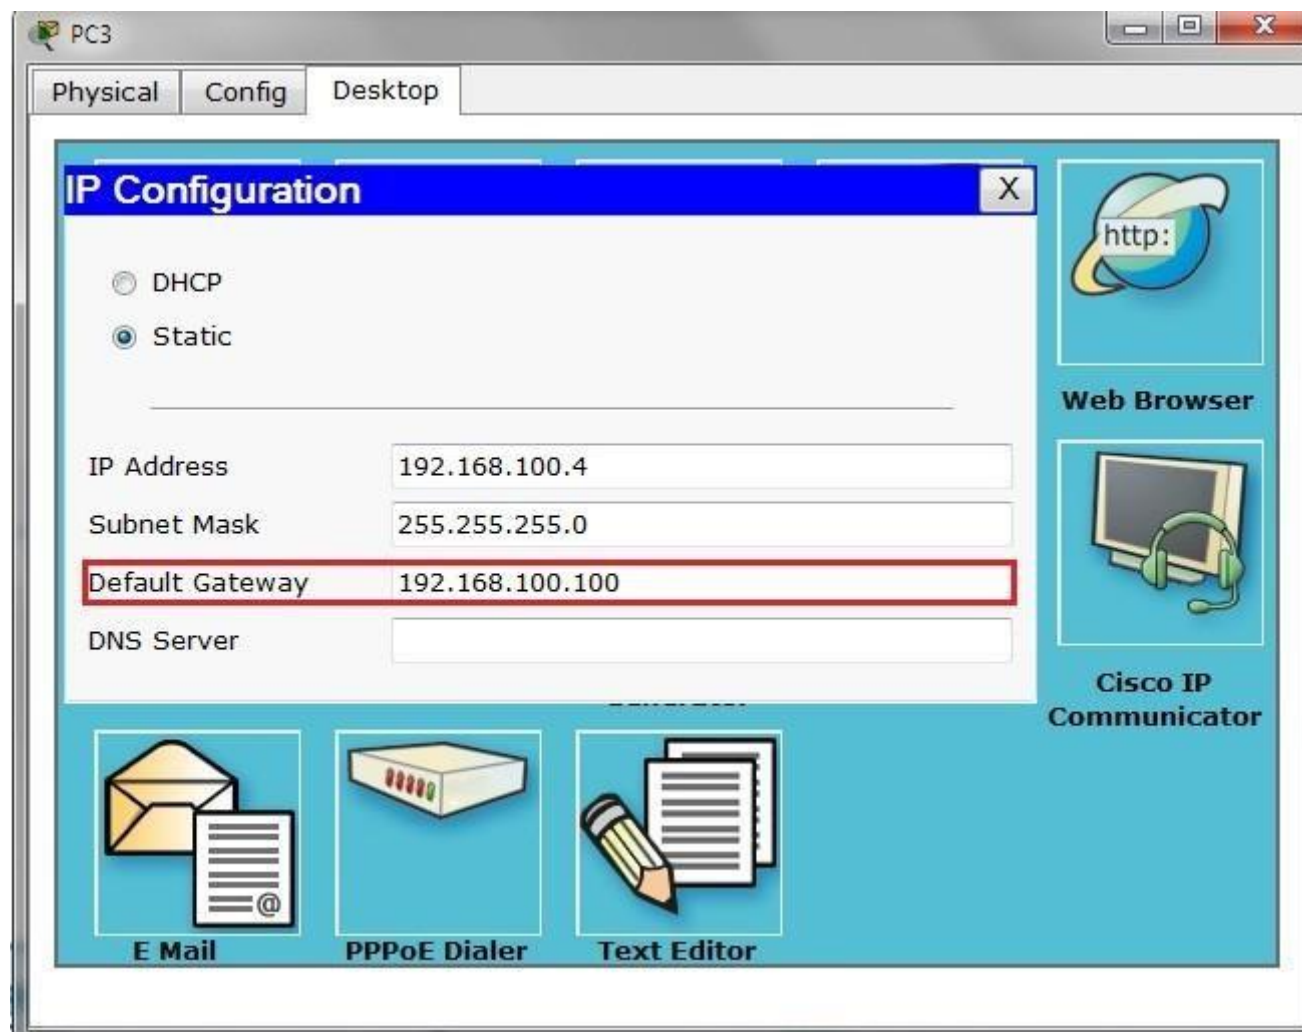 PC3
Physical Config Desktop
IP Configuration X
DHCP
Static
IP Address 192.168.100.4
Subnet Mask 255.255.255.0
Default Gateway 192.168.100.100
DNS Server
http:
Web Browser
Cisco IP
Communicator
@
E Mail PPPoE Dialer Text Editor